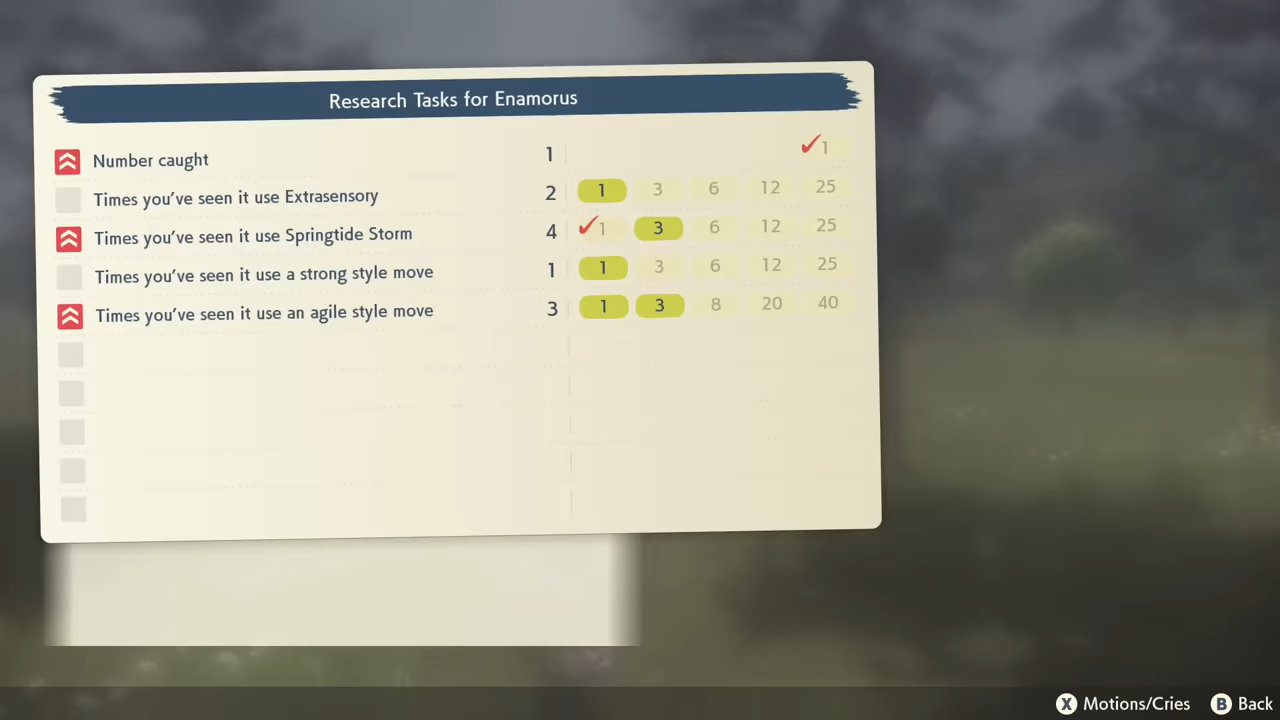 Research Tasks for Enamorus
Number caught 1 1
Times you've seen it use Extrasensory 2 1 3 6 12 25
Times you've seen it use Springtide Storm 4 1 3 6 12 25
Times you've seen it use a strong style move 1 1 3 6 12 25
Times you've seen it use an agile style move 3 1 3 8 20 40
X Motions/Cries B Back